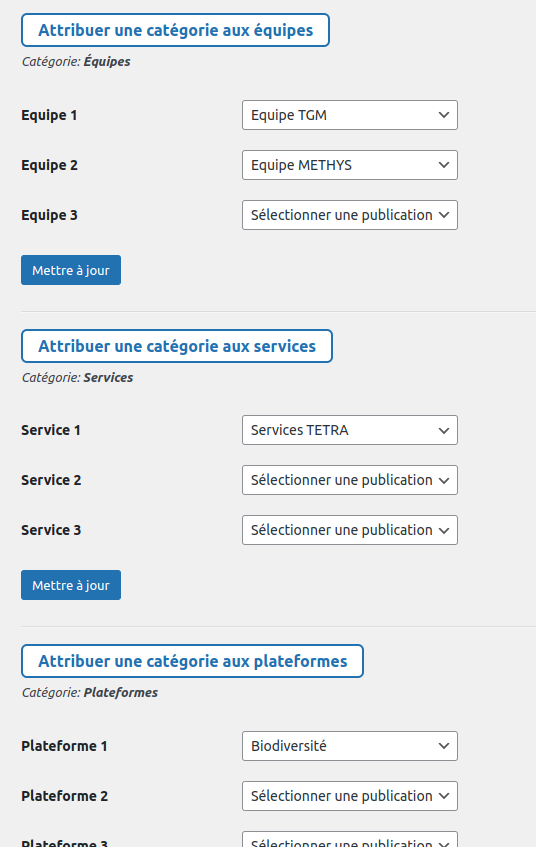 Attribuer une catégorie aux équipes
Catégorie: Équipes
Equipe 1 Equipe TGM
Equipe 2 Equipe METHYS
Equipe 3 Sélectionner une publication
Mettre à jour
Attribuer une catégorie aux services
Catégorie: Services
Service 1 Services TETRA
Service 2 Sélectionner une publication
Service 3 Sélectionner une publication
Mettre à jour
Attribuer une catégorie aux plateformes
Catégorie: Plateformes
Plateforme 1 Biodiversité
Plateforme 2 Sélectionner une publication
Plateforme 3 Sélectionner une publication